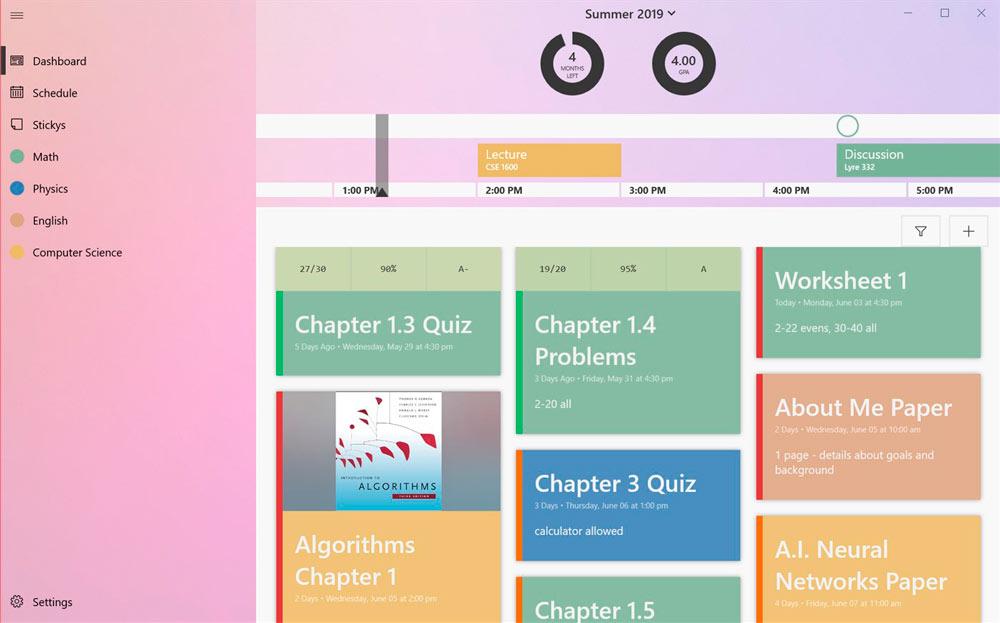 Summer 2019
4
MONTHS
LEFT
4.00
GPA
Dashboard
Schedule
Stickys
Math
Physics
English
Computer Science
Settings
Lecture
CSE 1600
Discussion
Lyre 332
1:00 PM
2:00 PM
3:00 PM
4:00 PM
5:00 PM
27/30 90% A-
Chapter 1.3 Quiz
5 Days Ago • Wednesday, May 29 at 4:30 pm
INTRODUCTION TO
ALGORITHMS
THIRD EDITION
Algorithms
Chapter 1
2 Days • Wednesday, June 05 at 2:00 pm
19/20 95% A
Chapter 1.4
Problems
3 Days Ago • Friday, May 31 at 4:30 pm
2-20 all
Chapter 3 Quiz
3 Days • Thursday, June 06 at 1:00 pm
calculator allowed
Chapter 1.5
Worksheet 1
Today • Monday, June 03 at 4:30 pm
2-22 evens, 30-40 all
About Me Paper
2 Days • Wednesday, June 05 at 10:00 am
1 page - details about goals and
background
A.I. Neural
Networks Paper
4 Days • Friday, June 07 at 11:00 am